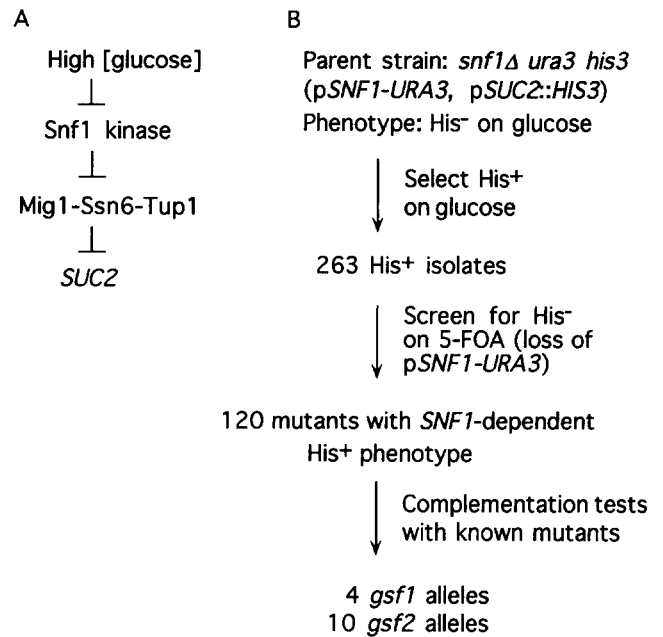 A
High [glucose]
Snf1 kinase
Mig1-Ssn6-Tup1
SUC2
B
Parent strain: snf1Δ ura3 his3
(pSNF1-URA3, pSUC2::HIS3)
Phenotype: His⁻ on glucose
Select His+
on glucose
263 His+ isolates
Screen for His⁻
on 5-FOA (loss of
pSNF1-URA3)
120 mutants with SNF1-dependent
His+ phenotype
Complementation tests
with known mutants
4 gsf1 alleles
10 gsf2 alleles